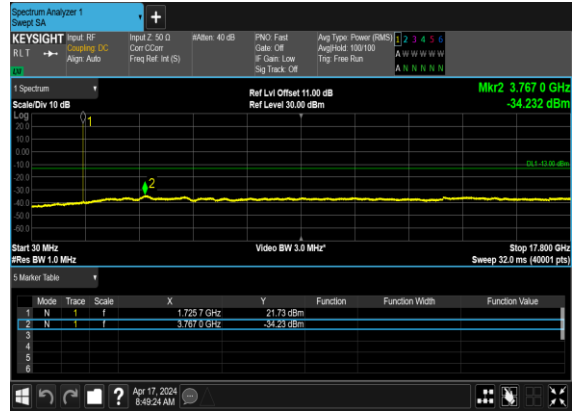 Spectrum Analyzer 1
Swept SA
+
KEYSIGHT Input: RF Input Z: 50 Ω #Atten: 40 dB PNO: Fast Avg Type: Power (RMS) 1 2 3 4 5 6
RLT Coupling: DC Corr CCorr Gate: Off Avg|Hold: 100/100 A W W W W W
Align: Auto Freq Ref: Int (S) IF Gain: Low Trig: Free Run
Sig Track: Off A N N N N N
1 Spectrum Ref Lvl Offset 11.00 dB Mkr2 3.767 0 GHz
Scale/Div 10 dB Ref Level 30.00 dBm -34.232 dBm
Log
20.0
10.0
0.00
-10.0
-20.0
-30.0
-40.0
-50.0
-60.0
1
DL1 -13.00 dBm
2
Start 30 MHz Video BW 3.0 MHz* Stop 17.800 GHz
#Res BW 1.0 MHz Sweep 32.0 ms (40001 pts)
5 Marker Table
Mode Trace Scale X Y Function Function Width Function Value
1 N 1 f 1.725 7 GHz 21.73 dBm
2 N 1 f 3.767 0 GHz -34.23 dBm
3
4
5
6
? Apr 17, 2024
8:49:24 AM